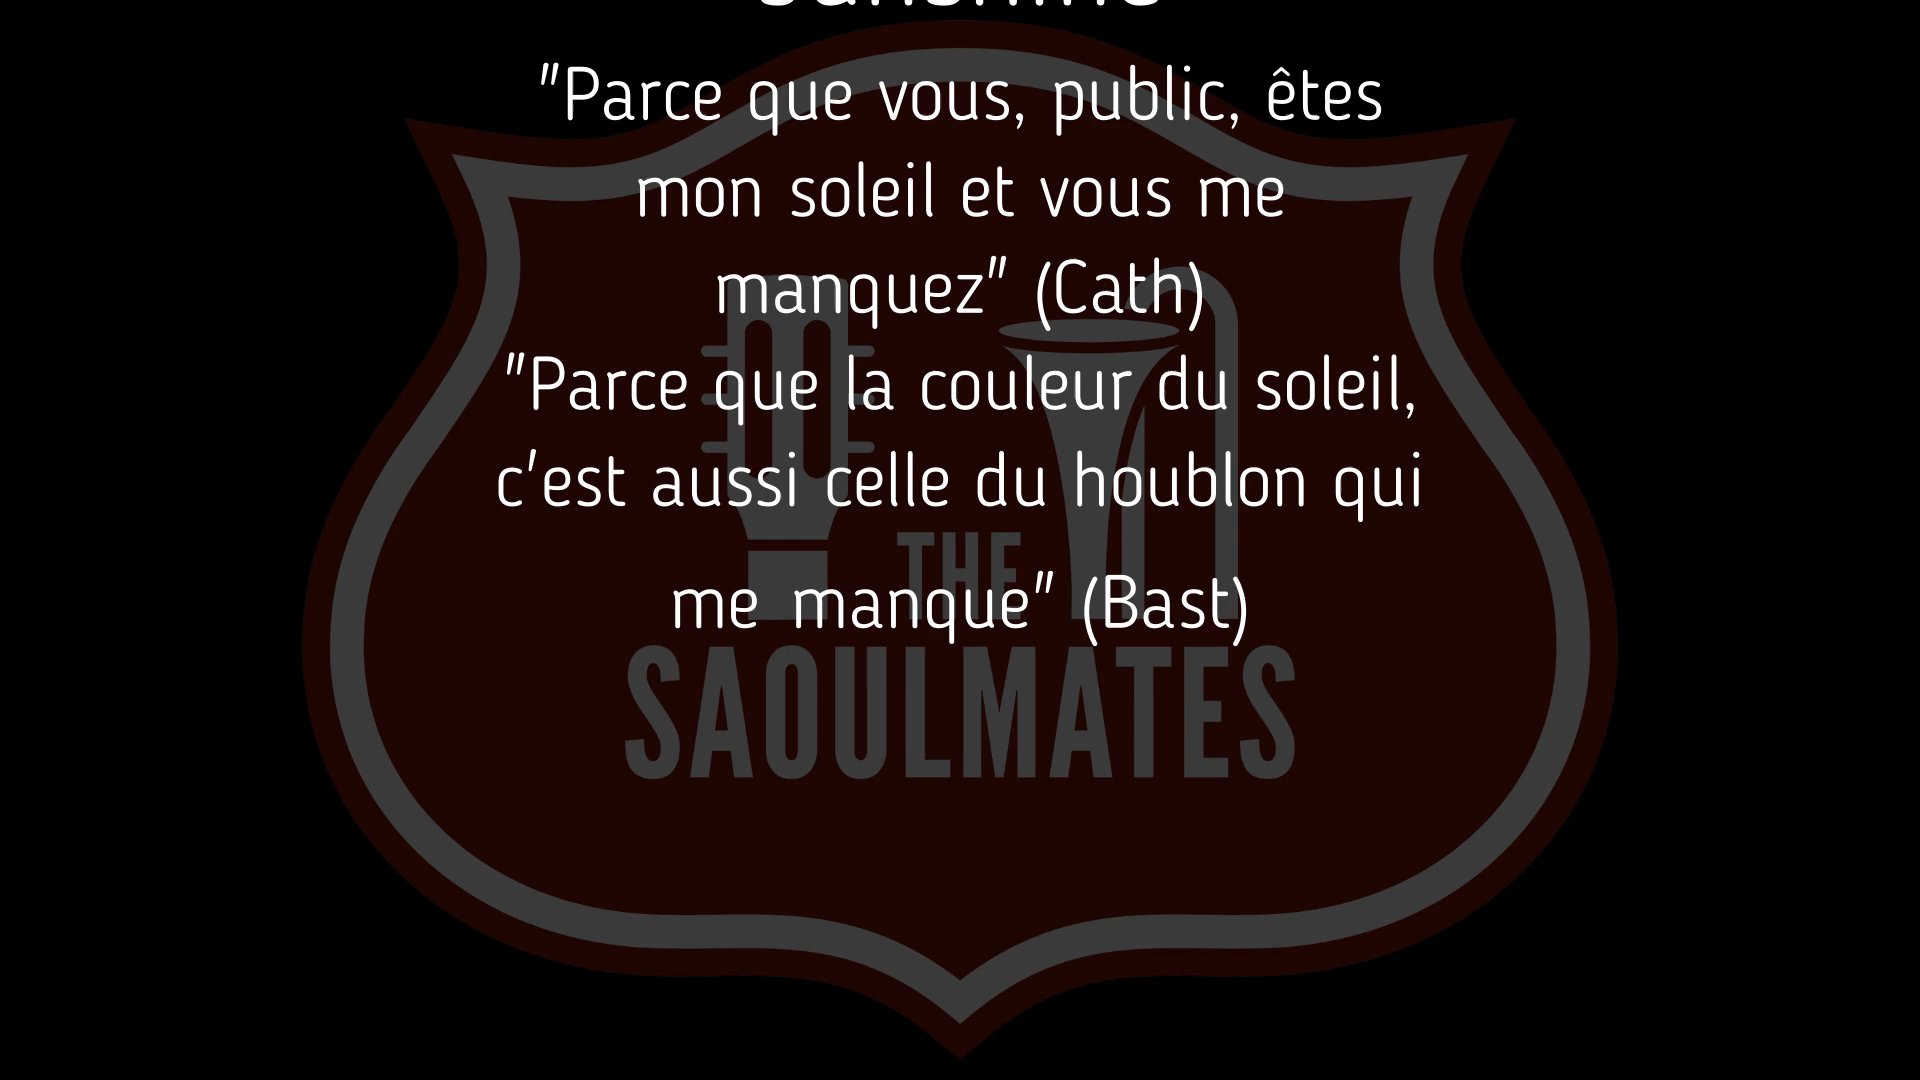 "Parce que vous, public, êtes
mon soleil et vous me
manquez" (Cath)
"Parce que la couleur du soleil,
c'est aussi celle du houblon qui
me manque" (Bast)
THE
SAOULMATES